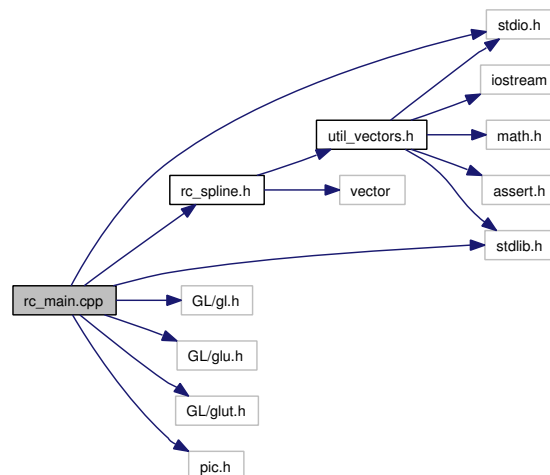 stdio.h
iostream
util_vectors.h
math.h
rc_spline.h
vector
assert.h
stdlib.h
rc_main.cpp
GL/gl.h
GL/glu.h
GL/glut.h
pic.h